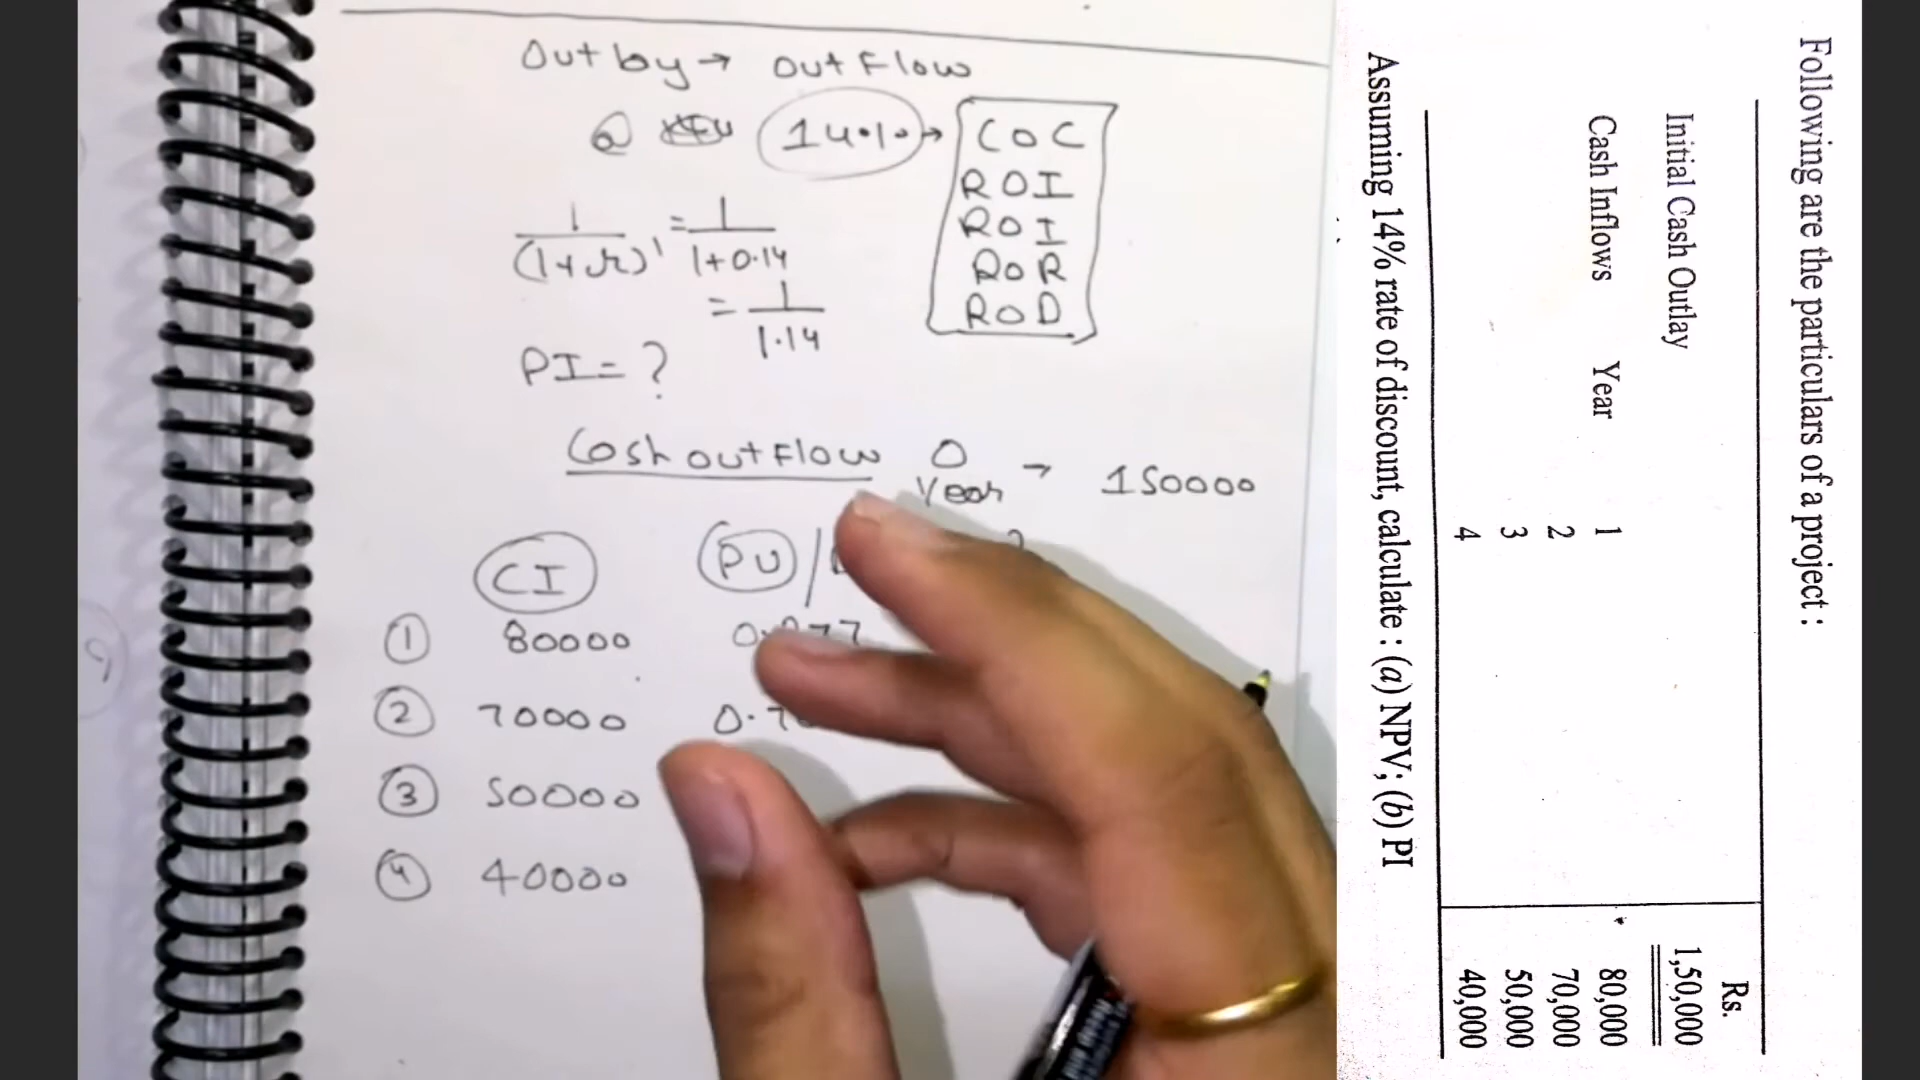 Outby → outflow
@ 14% → COC
ROI
ROI
ROR
ROD
1/(1+r)¹ = 1/1+0.14
= 1/1.14
PI = ?
Cash outflow 0 Year → 150000
CI PV /
① 80000
② 70000
③ 50000
④ 40000
Following are the particulars of a project :
Rs.
Initial Cash Outlay 1,50,000
Cash Inflows Year 1 80,000
2 70,000
3 50,000
4 40,000
Assuming 14% rate of discount, calculate : (a) NPV; (b) PI